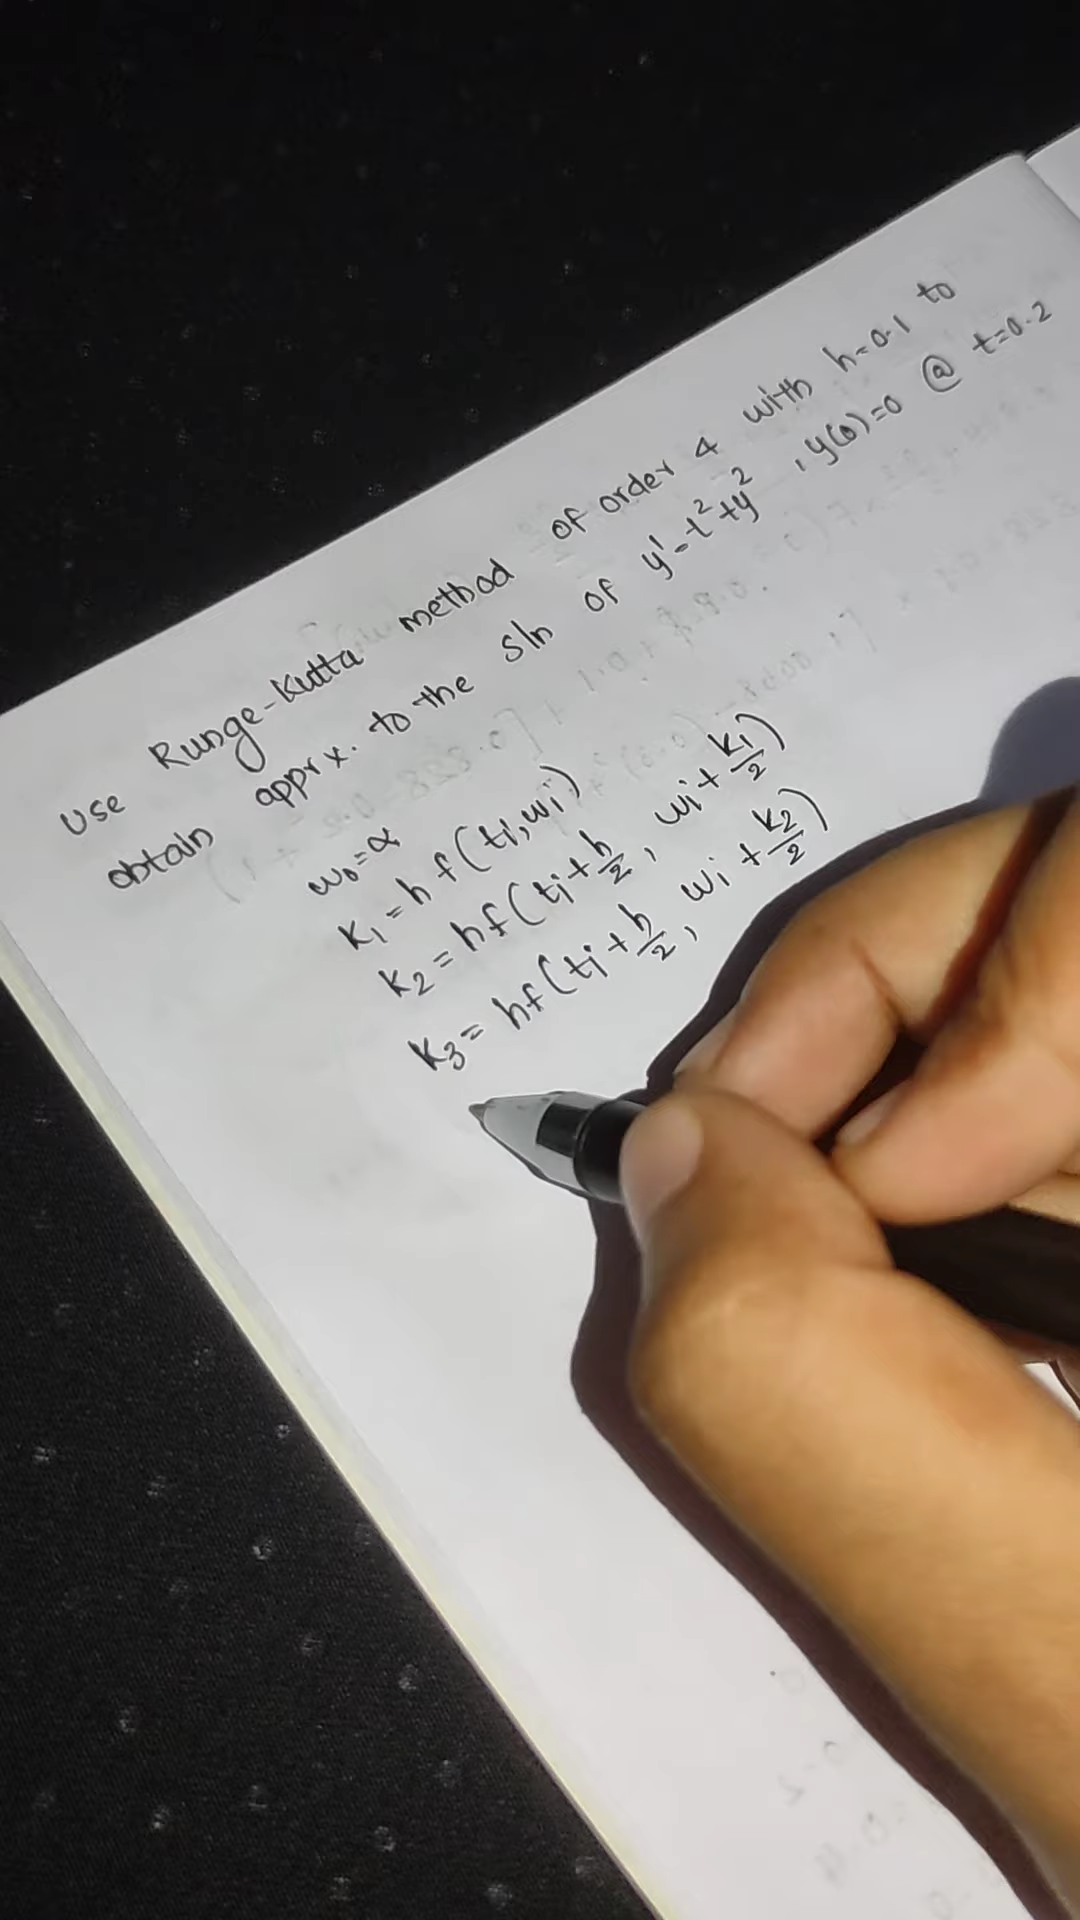 Use Runge-Kutta method of order 4 with h=0.1 to
obtain apprx. to the sln of y'=t²+y², y(0)=0 @ t=0.2
w₀=α
K₁=h f(ti,wi)
K₂=hf(ti+h/2, wi+K₁/2)
K₃=hf(ti+h/2, wi+K₂/2)